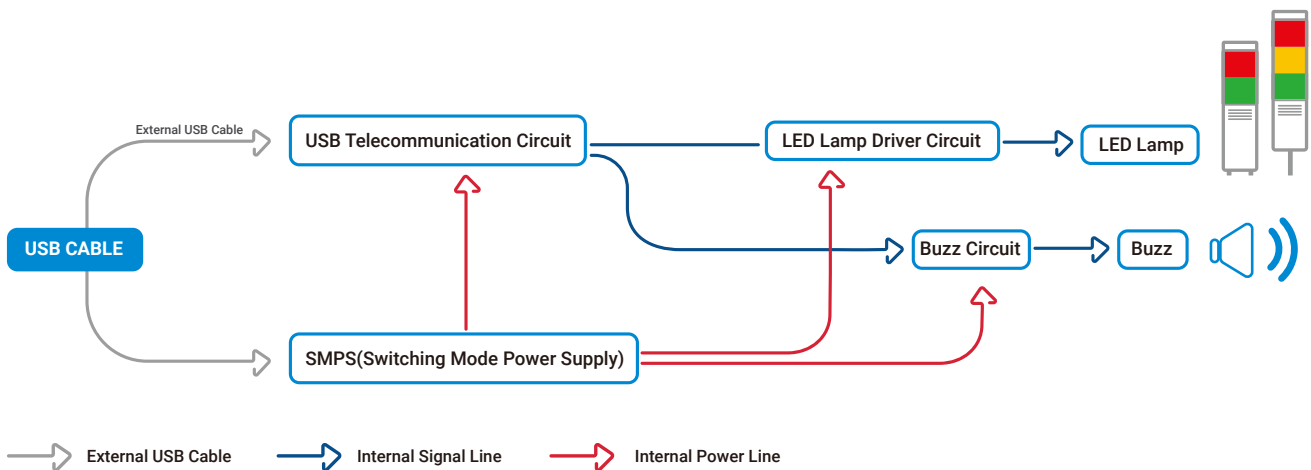 External USB Cable
USB Telecommunication Circuit
LED Lamp Driver Circuit
LED Lamp
USB CABLE
Buzz Circuit
Buzz
SMPS(Switching Mode Power Supply)
External USB Cable
Internal Signal Line
Internal Power Line